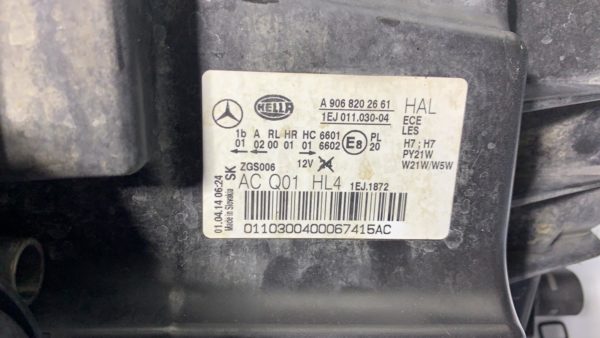 HELLA
A 906 820 26 61
1EJ 011.030-04
HAL
ECE
LES
1b A RL HR HC 6601
01 02 00 01 01 6602
E8
PL
20
H7 ; H7
PY21W
W21W/W5W
ZGS006
12V
AC Q01 HL4 1EJ.1872
SK
01.04.14 06:24
Made in Slovakia
0110300400067415AC